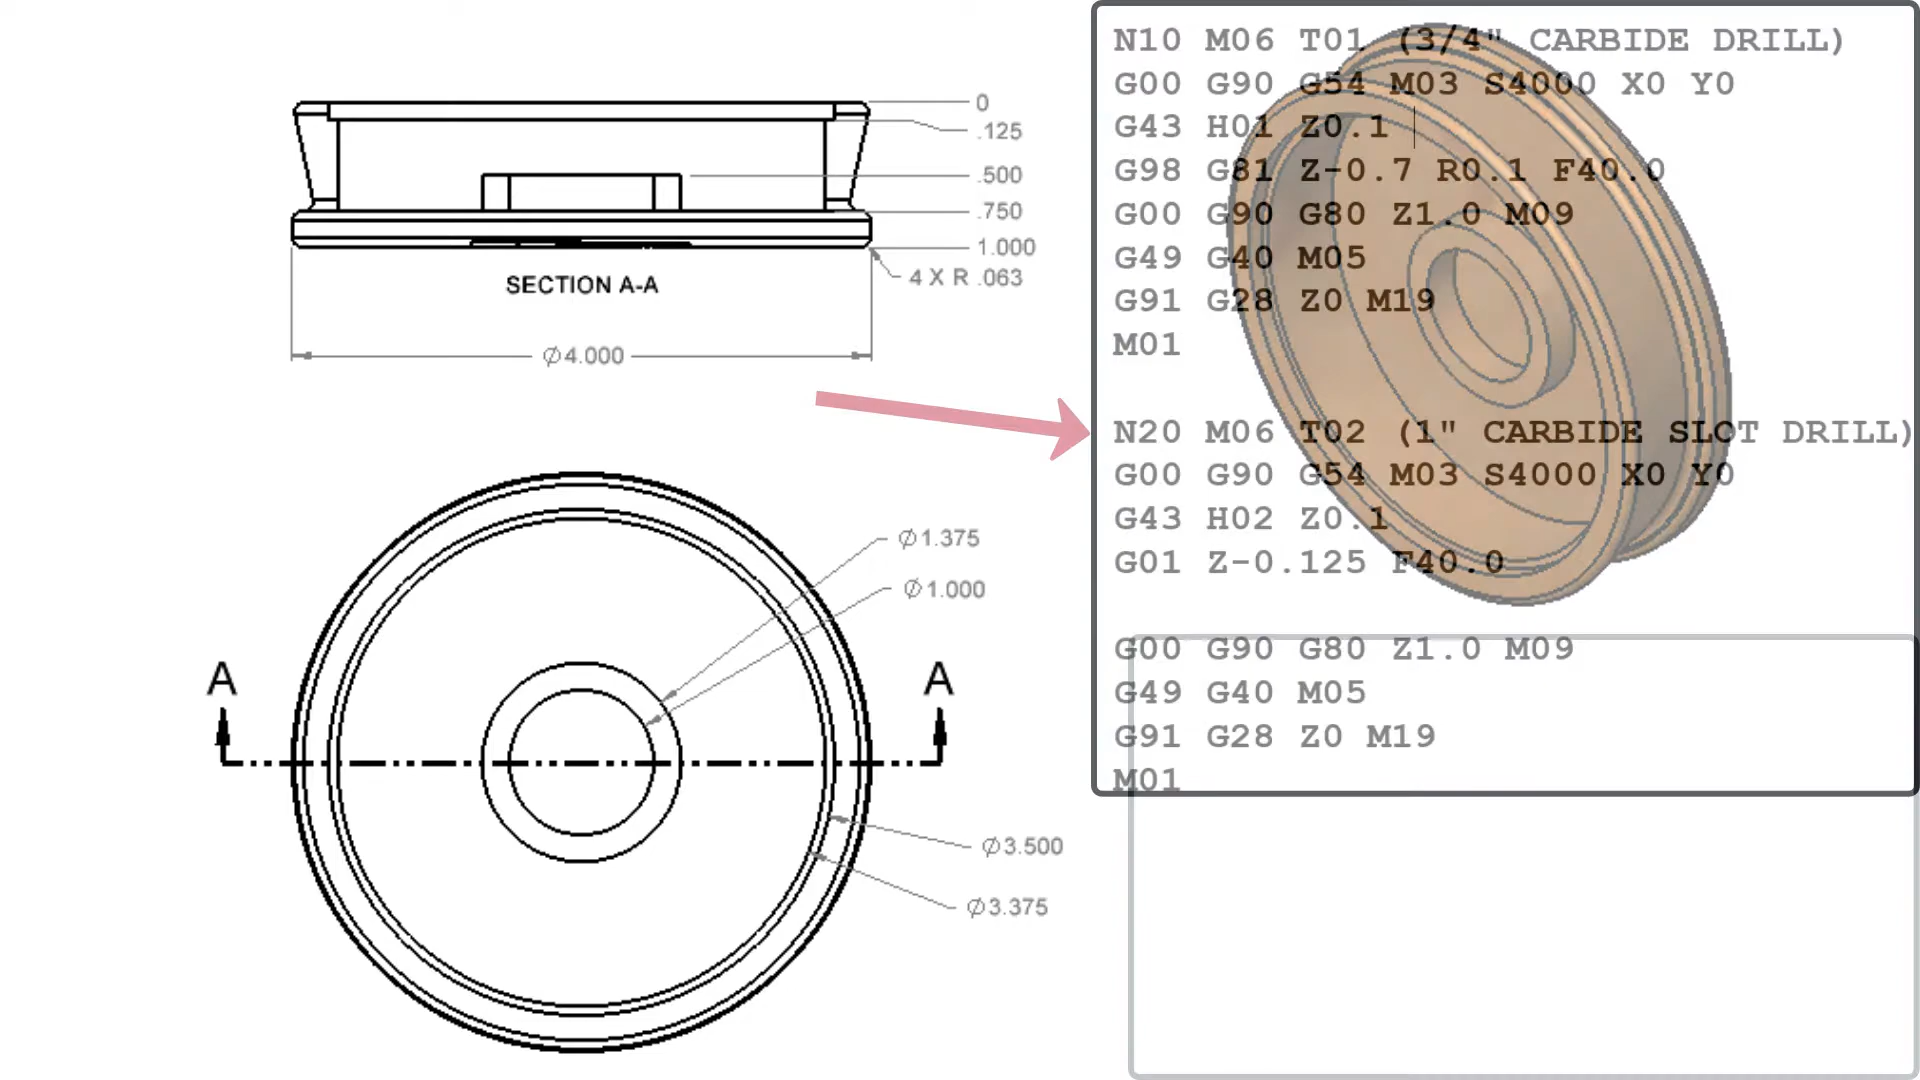 0
.125
.500
.750
1.000
4 X R .063
SECTION A-A
∅4.000
∅1.375
∅1.000
A
A
∅3.500
∅3.375
N10 M06 T01 (3/4" CARBIDE DRILL)
G00 G90 G54 M03 S4000 X0 Y0
G43 H01 Z0.1
G98 G81 Z-0.7 R0.1 F40.0
G00 G90 G80 Z1.0 M09
G49 G40 M05
G91 G28 Z0 M19
M01
N20 M06 T02 (1" CARBIDE SLOT DRILL)
G00 G90 G54 M03 S4000 X0 Y0
G43 H02 Z0.1
G01 Z-0.125 F40.0
G00 G90 G80 Z1.0 M09
G49 G40 M05
G91 G28 Z0 M19
M01